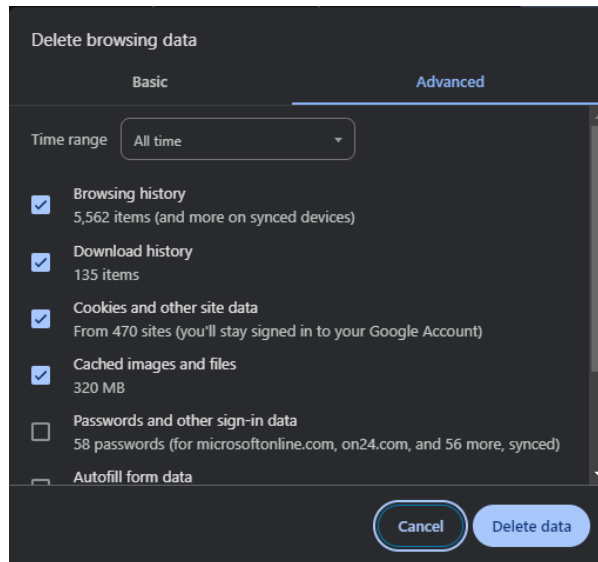 Delete browsing data
Basic
Advanced
Time range
All time
Browsing history
5,562 items (and more on synced devices)
Download history
135 items
Cookies and other site data
From 470 sites (you'll stay signed in to your Google Account)
Cached images and files
320 MB
Passwords and other sign-in data
58 passwords (for microsoftonline.com, on24.com, and 56 more, synced)
Autofill form data
Cancel
Delete data